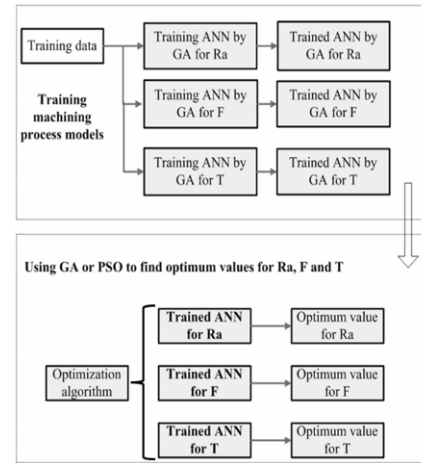 Training data
Training ANN by
GA for Ra
Trained ANN by
GA for Ra
Training
machining
process models
Training ANN by
GA for F
Trained ANN by
GA for F
Training ANN by
GA for T
Trained ANN by
GA for T
Using GA or PSO to find optimum values for Ra, F and T
Optimization
algorithm
Trained ANN
for Ra
Optimum value
for Ra
Trained ANN
for F
Optimum value
for F
Trained ANN
for T
Optimum value
for T